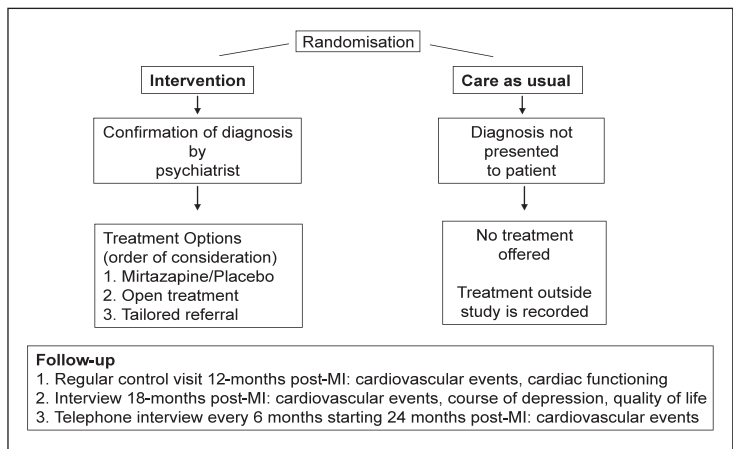 Randomisation
Intervention
Care as usual
Confirmation of diagnosis
by
psychiatrist
Diagnosis not
presented
to patient
Treatment Options
(order of consideration)
1. Mirtazapine/Placebo
2. Open treatment
3. Tailored referral
No treatment
offered
Treatment outside
study is recorded
Follow-up
1. Regular control visit 12-months post-MI: cardiovascular events, cardiac functioning
2. Interview 18-months post-MI: cardiovascular events, course of depression, quality of life
3. Telephone interview every 6 months starting 24 months post-MI: cardiovascular events